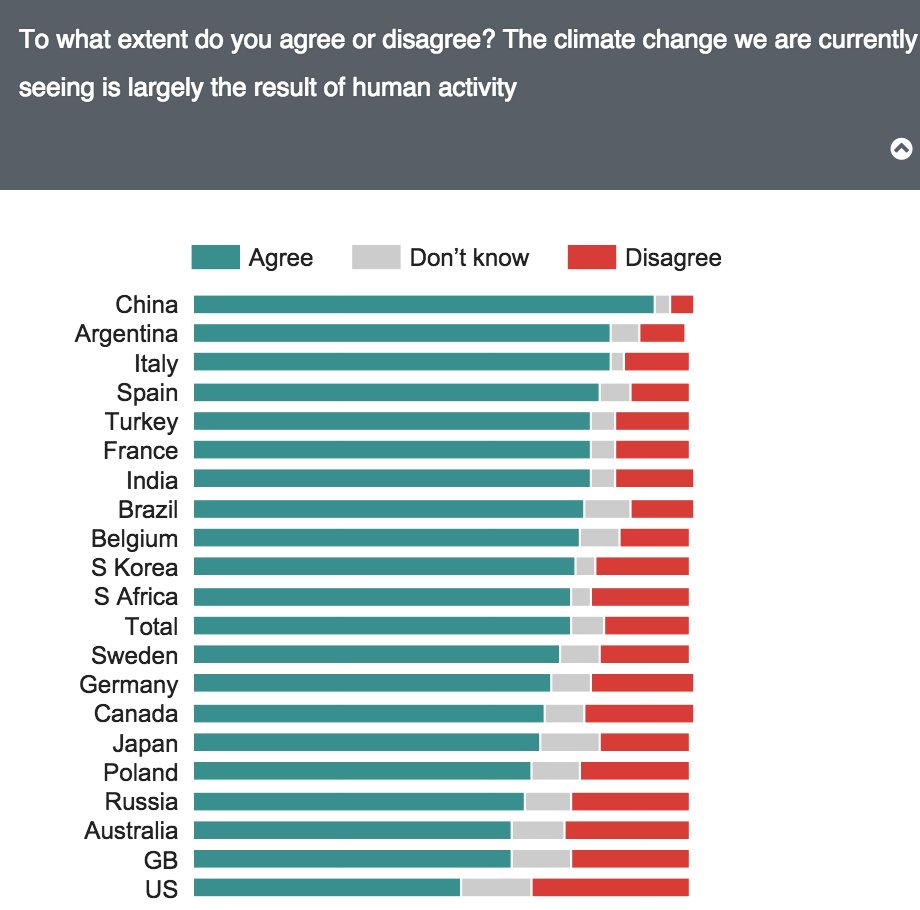 To what extent do you agree or disagree? The climate change we are currently
seeing is largely the result of human activity
Agree Don’t know Disagree
China
Argentina
Italy
Spain
Turkey
France
India
Brazil
Belgium
S Korea
S Africa
Total
Sweden
Germany
Canada
Japan
Poland
Russia
Australia
GB
US